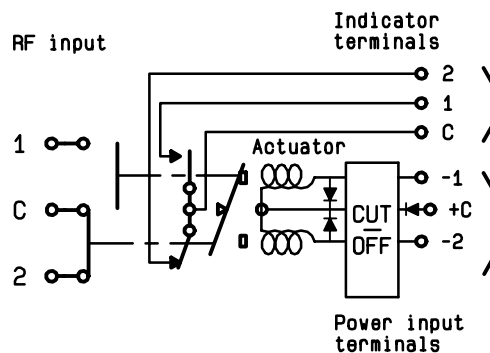 Indicator
terminals
RF input
2
1
C
1
Actuator
-1
C
CUT
OFF
+C
-2
2
Power input
terminals